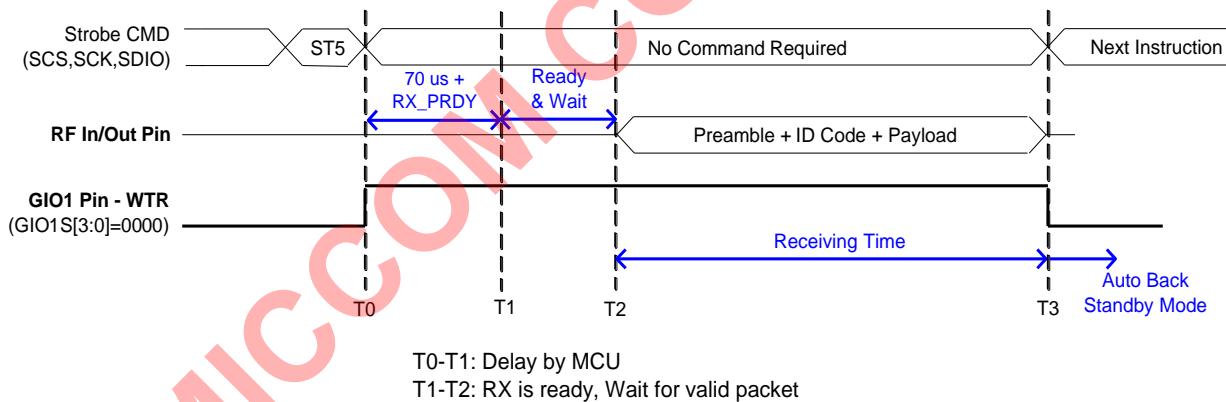 Strobe CMD
(SCS,SCK,SDIO)
ST5
No Command Required
Next Instruction
70 us +
RX_PRDY
Ready
& Wait
RF In/Out Pin
Preamble + ID Code + Payload
GIO1 Pin - WTR
(GIO1S[3:0]=0000)
Receiving Time
Auto Back
Standby Mode
T0
T1
T2
T3
T0-T1: Delay by MCU
T1-T2: RX is ready, Wait for valid packet
MICCOM C